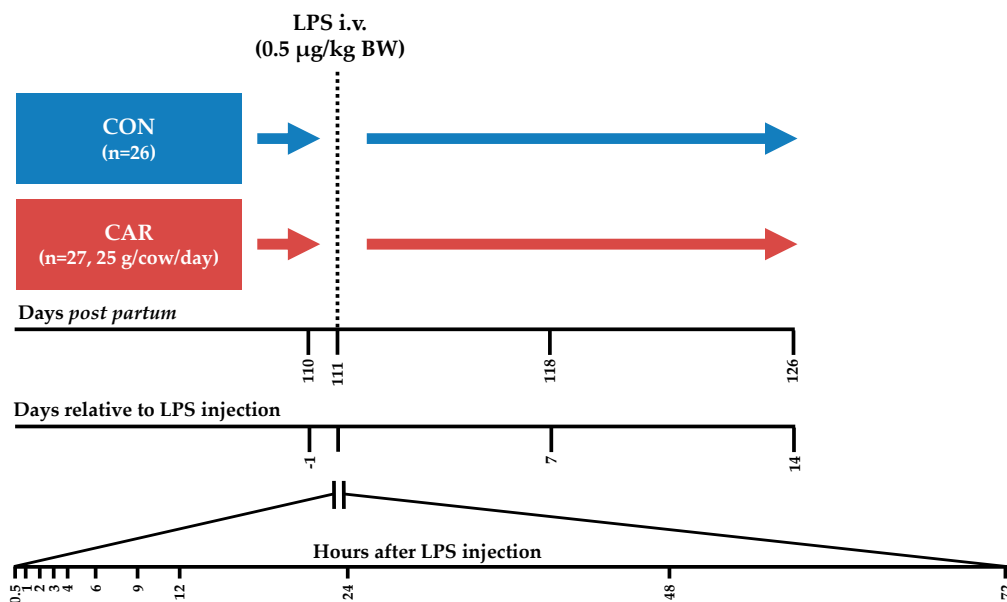 LPS i.v.
(0.5 µg/kg BW)
CON
(n=26)
CAR
(n=27, 25 g/cow/day)
Days post partum
110
111
118
126
Days relative to LPS injection
-1
7
14
Hours after LPS injection
0.5
1
2
3
4
6
9
12
24
48